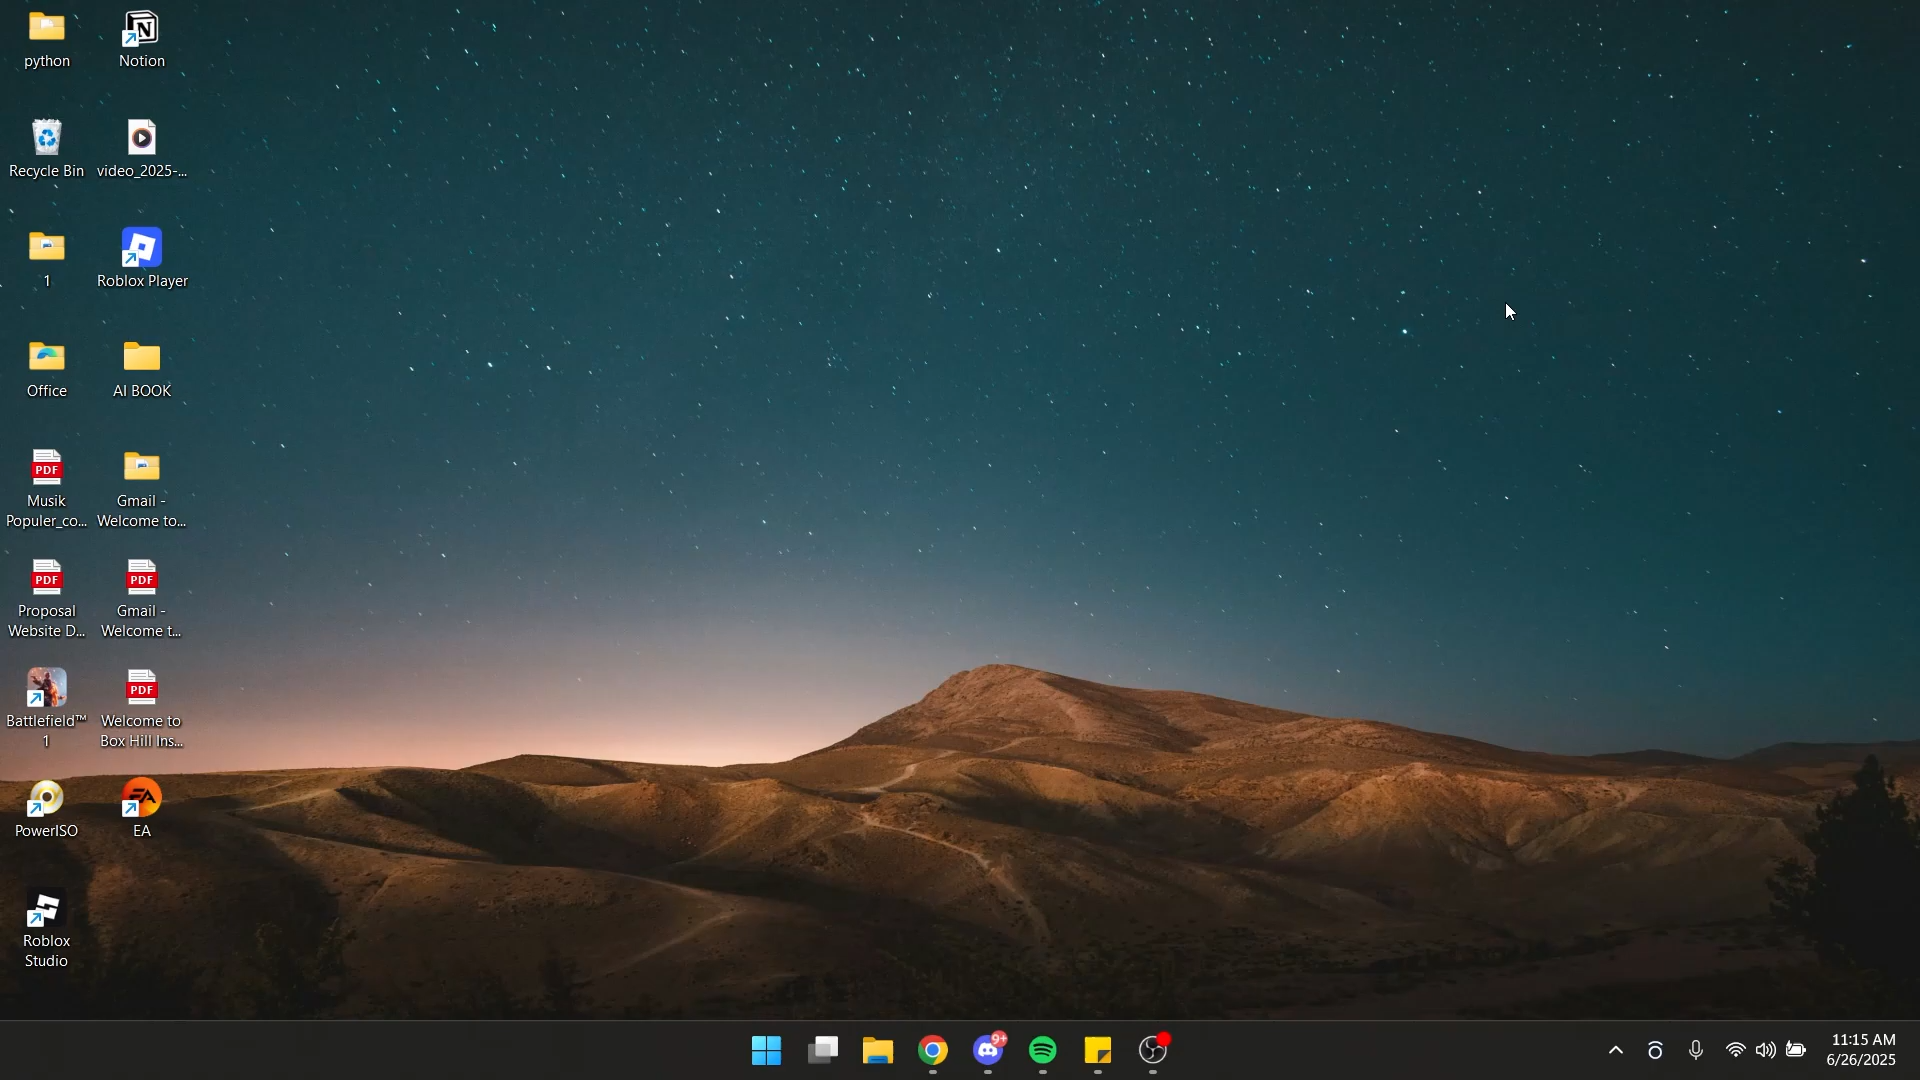 python
Notion
Recycle Bin
video_2025-...
1
Roblox Player
Office
AI BOOK
PDF
Musik
Populer_co...
Gmail -
Welcome to...
PDF
Proposal
Website D...
PDF
Gmail -
Welcome t...
Battlefield™
1
PDF
Welcome to
Box Hill Ins...
PowerISO
EA
EA
Roblox
Studio
9+
11:15 AM
6/26/2025